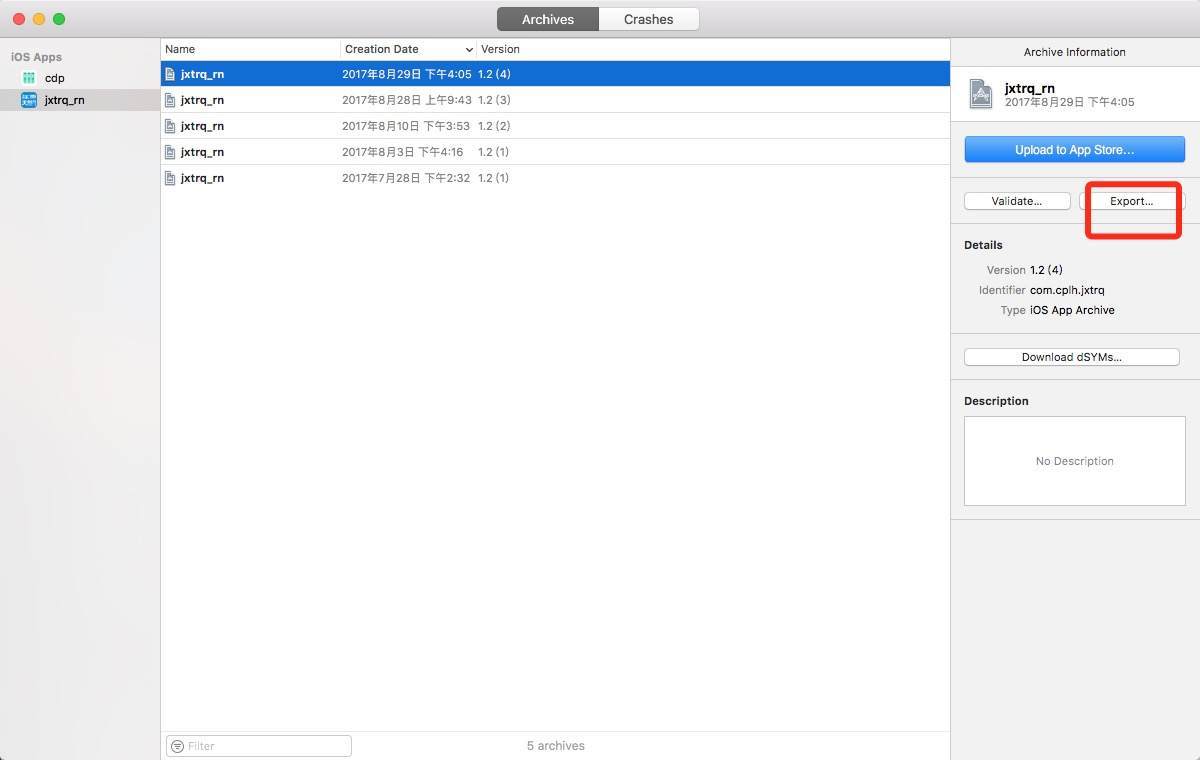 Archives Crashes
iOS Apps
cdp
jxtrq_rn
Name Creation Date Version
jxtrq_rn 2017年8月29日 下午4:05 1.2 (4)
jxtrq_rn 2017年8月28日 上午9:43 1.2 (3)
jxtrq_rn 2017年8月10日 下午3:53 1.2 (2)
jxtrq_rn 2017年8月3日 下午4:16 1.2 (1)
jxtrq_rn 2017年7月28日 下午2:32 1.2 (1)
Filter
5 archives
Archive Information
jxtrq_rn
2017年8月29日 下午4:05
Upload to App Store...
Validate... Export...
Details
Version 1.2 (4)
Identifier com.cplh.jxtrq
Type iOS App Archive
Download dSYMs...
Description
No Description